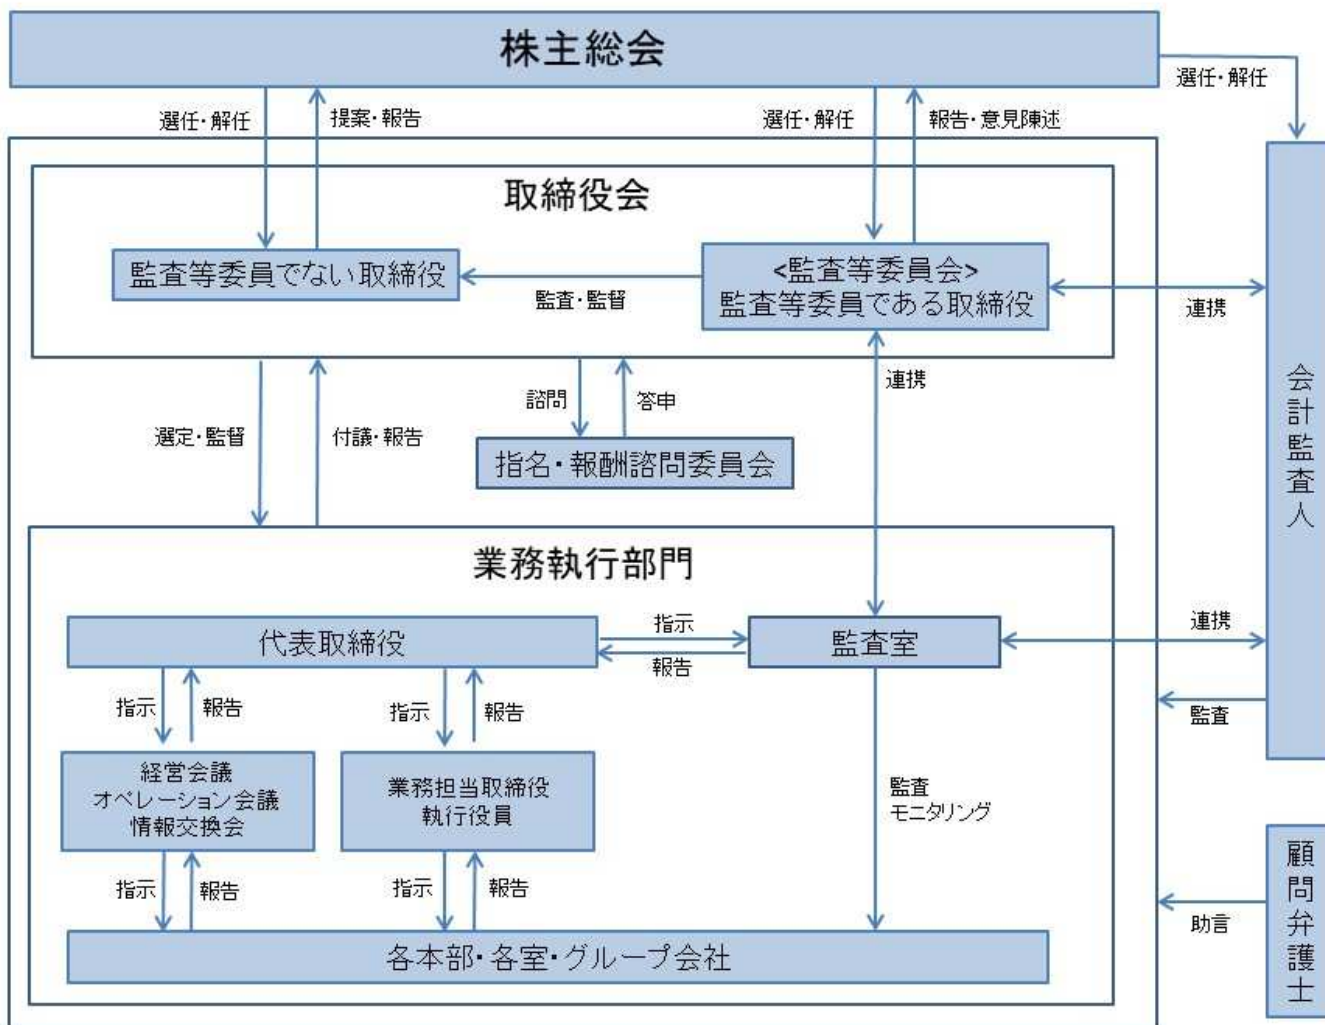 株主総会
選任・解任
提案・報告
選任・解任
報告・意見陳述
選任・解任
取締役会
監査等委員でない取締役
監査・監督
<監査等委員会>
監査等委員である取締役
連携
会計監査人
選定・監督
付議・報告
諮問
答申
連携
指名・報酬諮問委員会
業務執行部門
代表取締役
指示
報告
監査室
連携
監査
指示
報告
指示
報告
経営会議
オペレーション会議
情報交換会
業務担当取締役
執行役員
監査
モニタリング
指示
報告
指示
報告
各本部・各室・グループ会社
顧問弁護士
助言